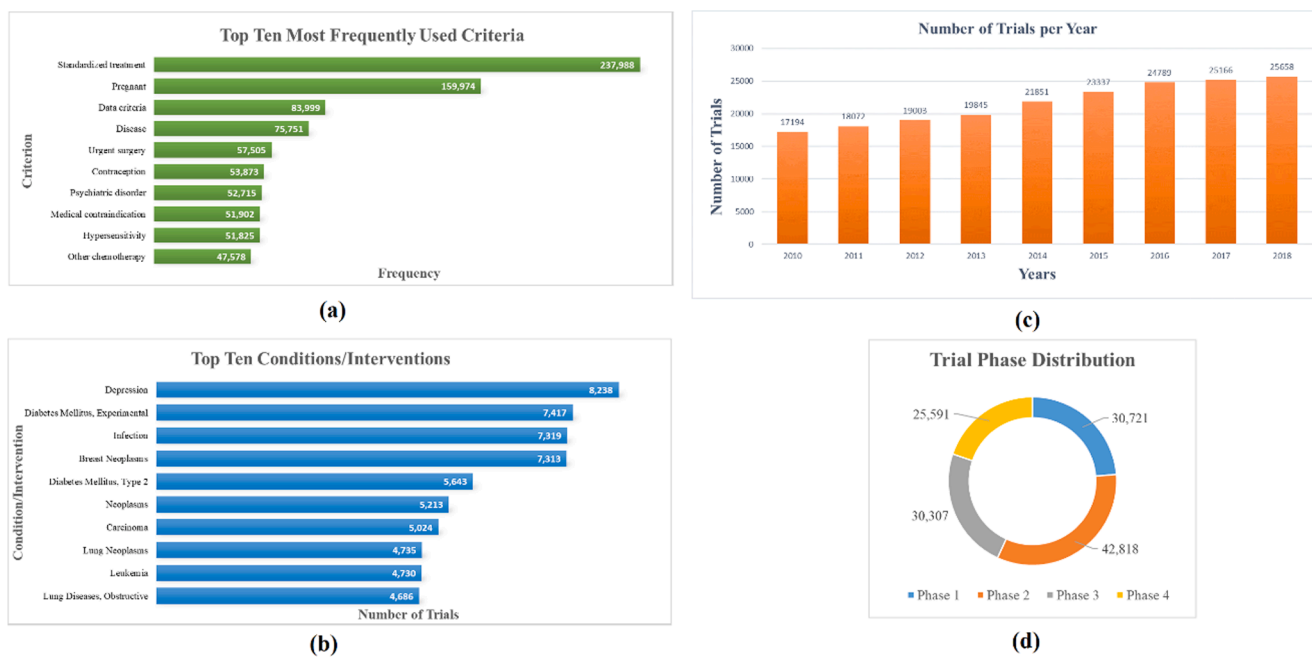 Top Ten Most Frequently Used Criteria
Criterion
Standardized treatment 237,988
Pregnant 159,974
Data criteria 83,999
Disease 75,751
Urgent surgery 57,505
Contraception 53,873
Psychiatric disorder 52,715
Medical contraindication 51,902
Hypersensitivity 51,825
Other chemotherapy 47,578
Frequency
(a)
Top Ten Conditions/Interventions
Condition/Intervention
Depression 8,238
Diabetes Mellitus, Experimental 7,417
Infection 7,319
Breast Neoplasms 7,313
Diabetes Mellitus, Type 2 5,643
Neoplasms 5,213
Carcinoma 5,024
Lung Neoplasms 4,735
Leukemia 4,730
Lung Diseases, Obstructive 4,686
Number of Trials
(b)
Number of Trials per Year
Number of Trials
30000
25000
20000
15000
10000
5000
0
17194 18072 19003 19845 21851 23337 24789 25166 25658
2010 2011 2012 2013 2014 2015 2016 2017 2018
Years
(c)
Trial Phase Distribution
25,591
30,721
30,307
42,818
Phase 1 Phase 2 Phase 3 Phase 4
(d)